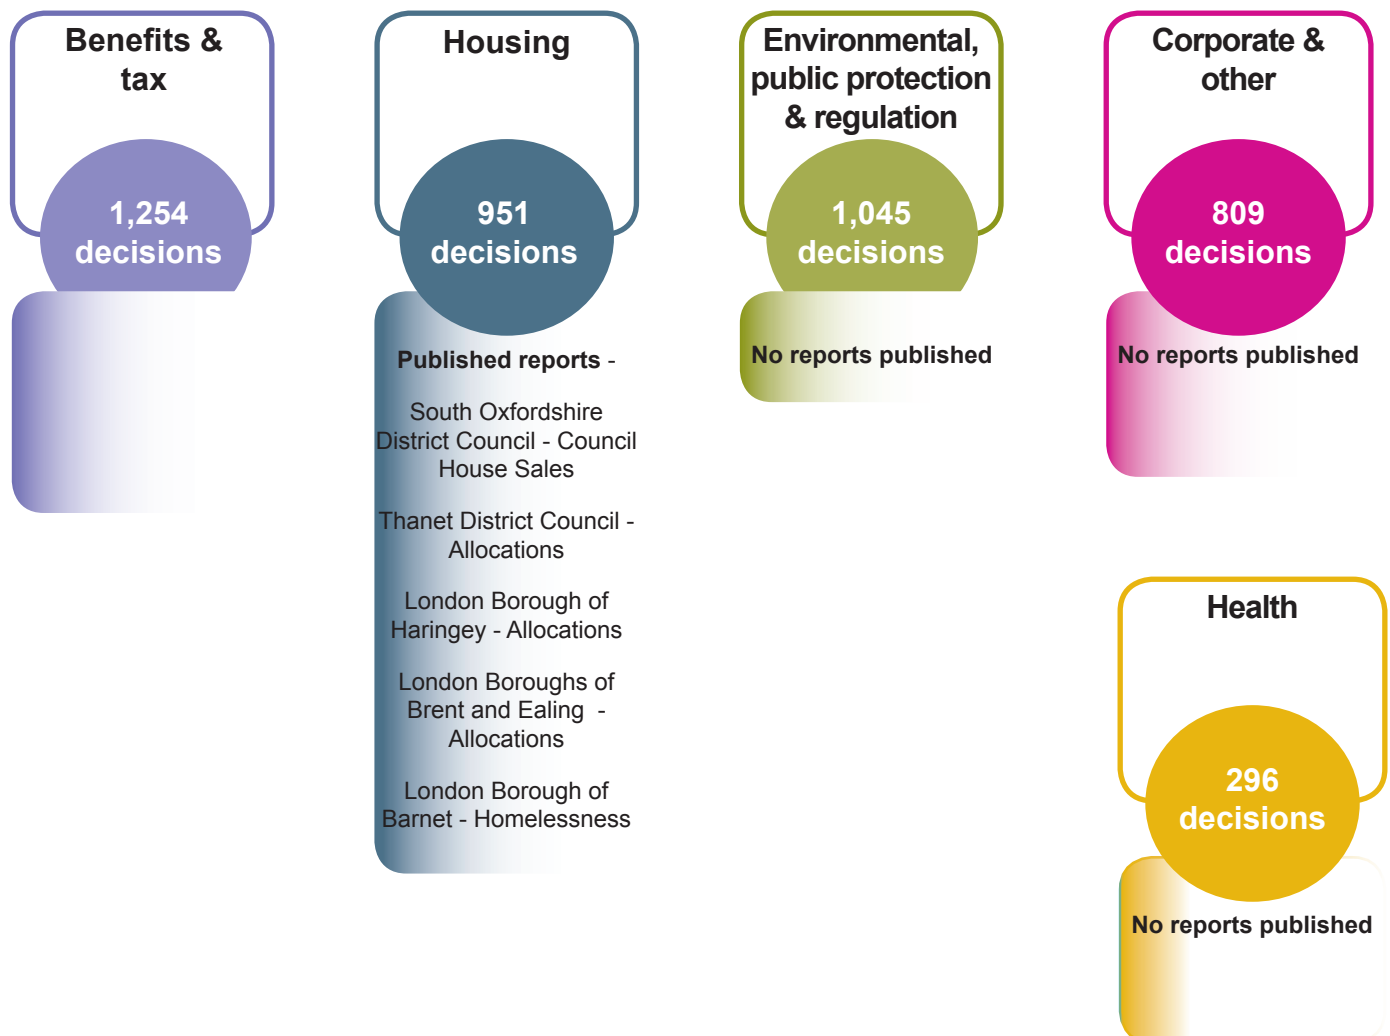 Benefits &
tax
1,254
decisions
Housing
951
decisions
Published reports -
South Oxfordshire
District Council - Council
House Sales
Thanet District Council -
Allocations
London Borough of
Haringey - Allocations
London Boroughs of
Brent and Ealing  -
Allocations
London Borough of
Barnet - Homelessness
Environmental,
public protection
& regulation
1,045
decisions
No reports published
Corporate &
other
809
decisions
No reports published
Health
296
decisions
No reports published